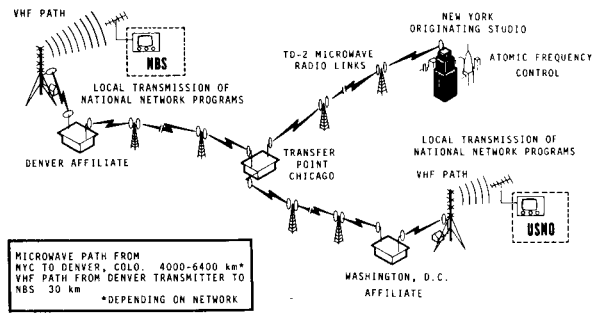 VHF PATH
NBS
LOCAL TRANSMISSION OF
NATIONAL NETWORK PROGRAMS
DENVER AFFILIATE
TD-2 MICROWAVE
RADIO LINKS
NEW YORK
ORIGINATING STUDIO
ATOMIC FREQUENCY
CONTROL
TRANSFER
POINT
CHICAGO
LOCAL TRANSMISSION OF
NATIONAL NETWORK PROGRAMS
VHF PATH
USNO
WASHINGTON, D.C.
AFFILIATE
MICROWAVE PATH FROM
NYC TO DENVER, COLO. 4000-6400 km*
VHF PATH FROM DENVER TRANSMITTER TO
NBS 30 km
*DEPENDING ON NETWORK